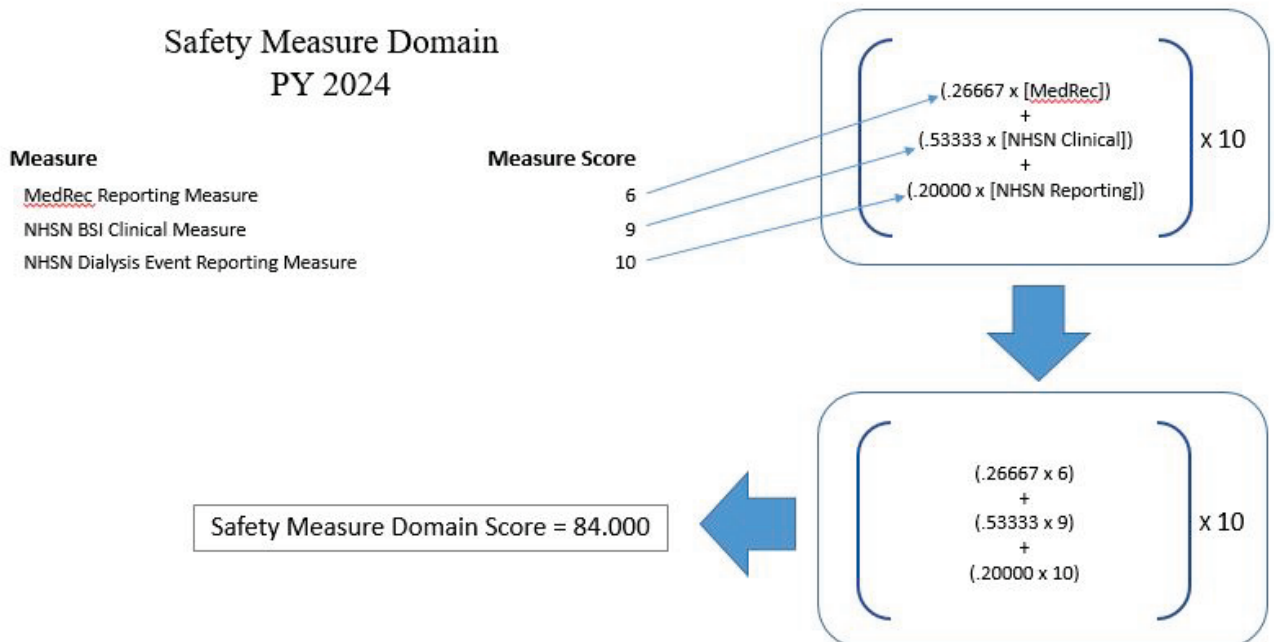 Safety Measure Domain
PY 2024
Measure Measure Score
MedRec Reporting Measure 6
NHSN BSI Clinical Measure 9
NHSN Dialysis Event Reporting Measure 10
(.26667 x [MedRec])
+
(.53333 x [NHSN Clinical])
+
(.20000 x [NHSN Reporting])
x 10
(.26667 x 6)
+
(.53333 x 9)
+
(.20000 x 10)
x 10
Safety Measure Domain Score = 84.000